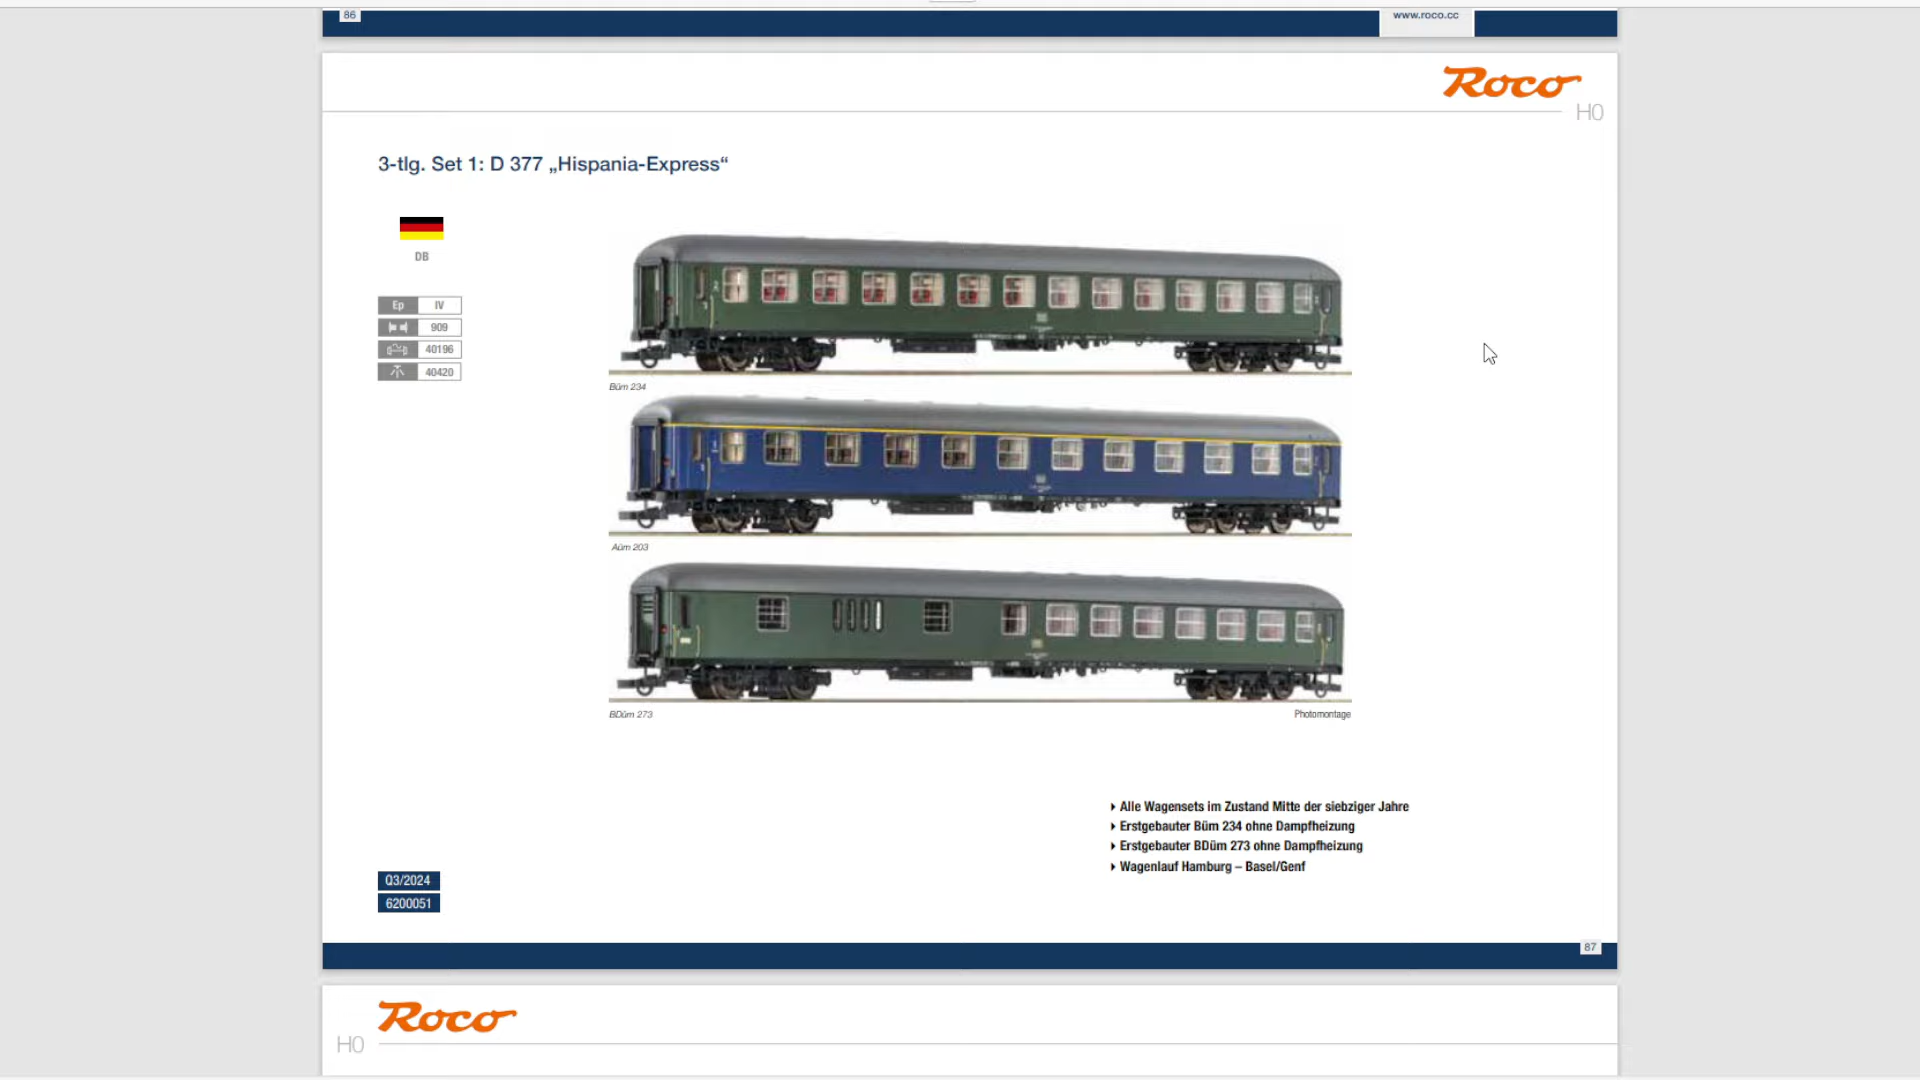 86
www.roco.cc
Roco
H0
3-tlg. Set 1: D 377 „Hispania-Express“
DB
Ep IV
909
40196
40420
Büm 234
Aüm 203
BDüm 273
Photomontage
Alle Wagensets im Zustand Mitte der siebziger Jahre
Erstgebauter Büm 234 ohne Dampfheizung
Erstgebauter BDüm 273 ohne Dampfheizung
Wagenlauf Hamburg – Basel/Genf
Q3/2024
6200051
87
Roco
H0